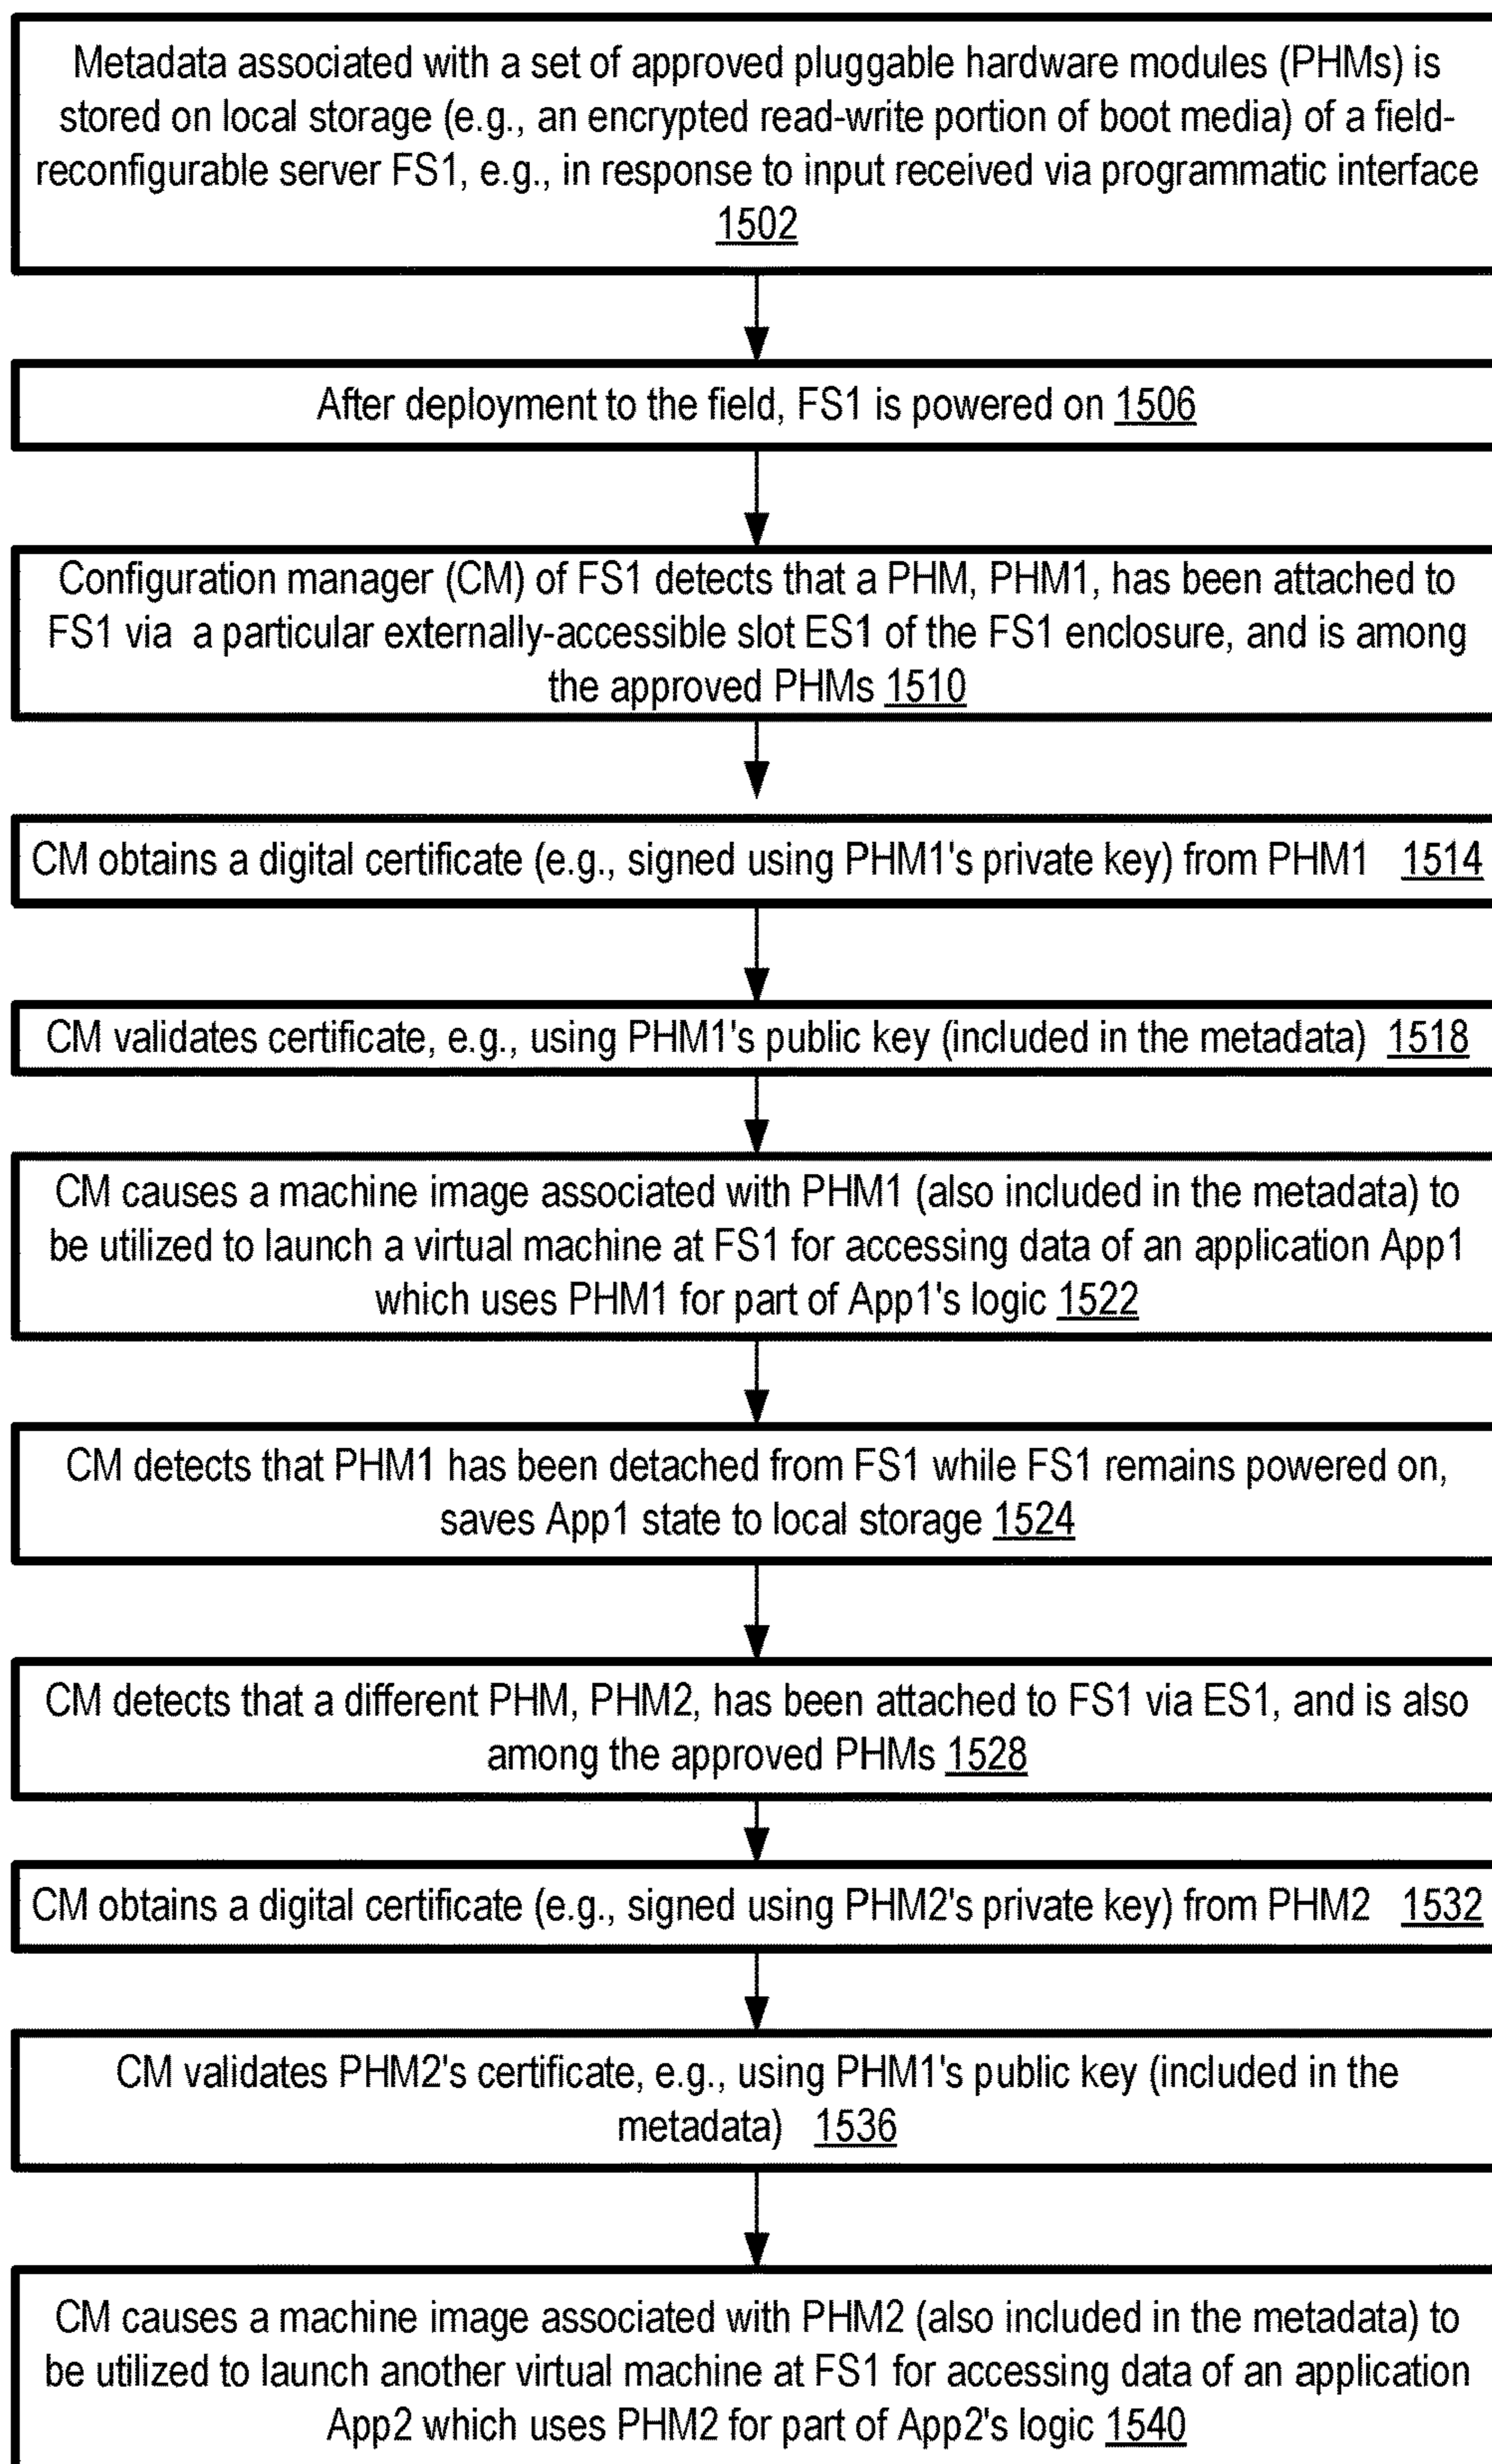 Metadata associated with a set of approved pluggable hardware modules (PHMs) is
stored on local storage (e.g., an encrypted read-write portion of boot media) of a field-
reconfigurable server FS1, e.g., in response to input received via programmatic interface
1502
After deployment to the field, FS1 is powered on 1506
Configuration manager (CM) of FS1 detects that a PHM, PHM1, has been attached to
FS1 via a particular externally-accessible slot ES1 of the FS1 enclosure, and is among
the approved PHMs 1510
CM obtains a digital certificate (e.g., signed using PHM1's private key) from PHM1 1514
CM validates certificate, e.g., using PHM1's public key (included in the metadata) 1518
CM causes a machine image associated with PHM1 (also included in the metadata) to
be utilized to launch a virtual machine at FS1 for accessing data of an application App1
which uses PHM1 for part of App1's logic 1522
CM detects that PHM1 has been detached from FS1 while FS1 remains powered on,
saves App1 state to local storage 1524
CM detects that a different PHM, PHM2, has been attached to FS1 via ES1, and is also
among the approved PHMs 1528
CM obtains a digital certificate (e.g., signed using PHM2's private key) from PHM2 1532
CM validates PHM2's certificate, e.g., using PHM1's public key (included in the
metadata) 1536
CM causes a machine image associated with PHM2 (also included in the metadata) to
be utilized to launch another virtual machine at FS1 for accessing data of an application
App2 which uses PHM2 for part of App2's logic 1540